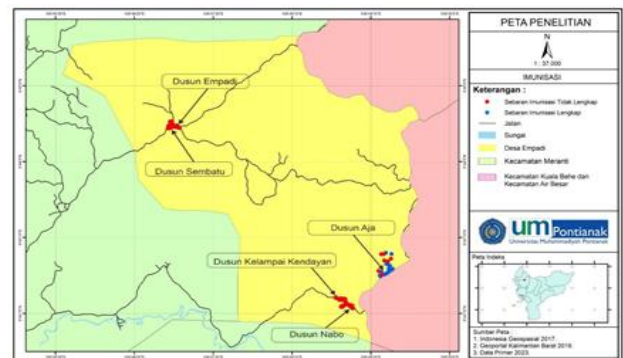 PETA PENELITIAN
N
1 : 37.000
IMUNISASI
Keterangan :
Sebaran Imunisasi Tidak Lengkap
Sebaran Imunisasi Lengkap
Jalan
Sungai
Desa Empadi
Kecamatan Meranti
Kecamatan Kuala Behe dan
Kecamatan Air Besar
um Pontianak
Universitas Muhammadiyah Pontianak
Peta Indeks
Sumber Peta :
1. Indonesia Geospasial 2017.
2. Geoportal Kalimantan Barat 2019.
3. Data Primer 2023.
Dusun Empadi
Dusun Sembatu
Dusun Aja
Dusun Kelampai Kendayan
Dusun Nabo